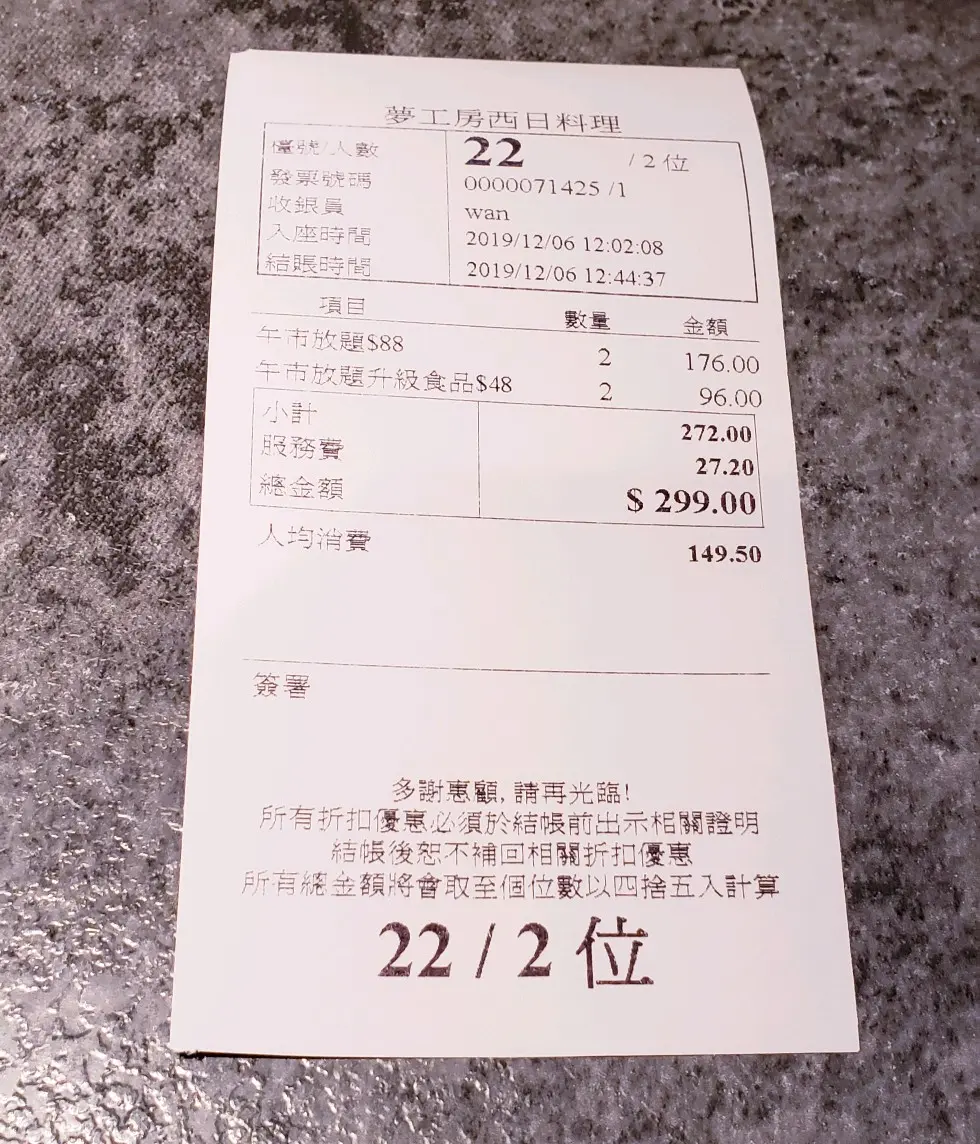 夢工房西日料理
檯號/人數 22 / 2 位
發票號碼 0000071425 /1
收銀員 wan
入座時間 2019/12/06 12:02:08
結賬時間 2019/12/06 12:44:37
項目 數量 金額
午市放題$88 2 176.00
午市放題升級食品$48 2 96.00
小計 272.00
服務費 27.20
總金額 $ 299.00
人均消費 149.50
簽署
多謝惠顧, 請再光臨!
所有折扣優惠必須於結帳前出示相關證明
結帳後恕不補回相關折扣優惠
所有總金額將會取至個位數以四捨五入計算
22 / 2 位